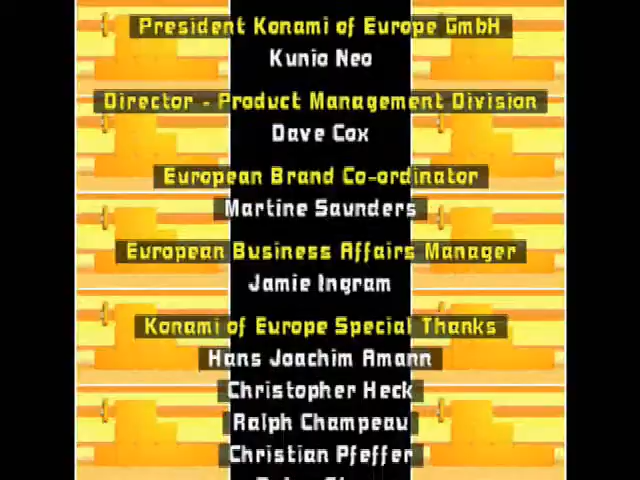 President Konami of Europe GmbH
Kunio Neo
Director - Product Management Division
Dave Cox
European Brand Co-ordinator
Martine Saunders
European Business Affairs Manager
Jamie Ingram
Konami of Europe Special Thanks
Hans Joachim Amann
Christopher Heck
Ralph Champeau
Christian Pfeffer